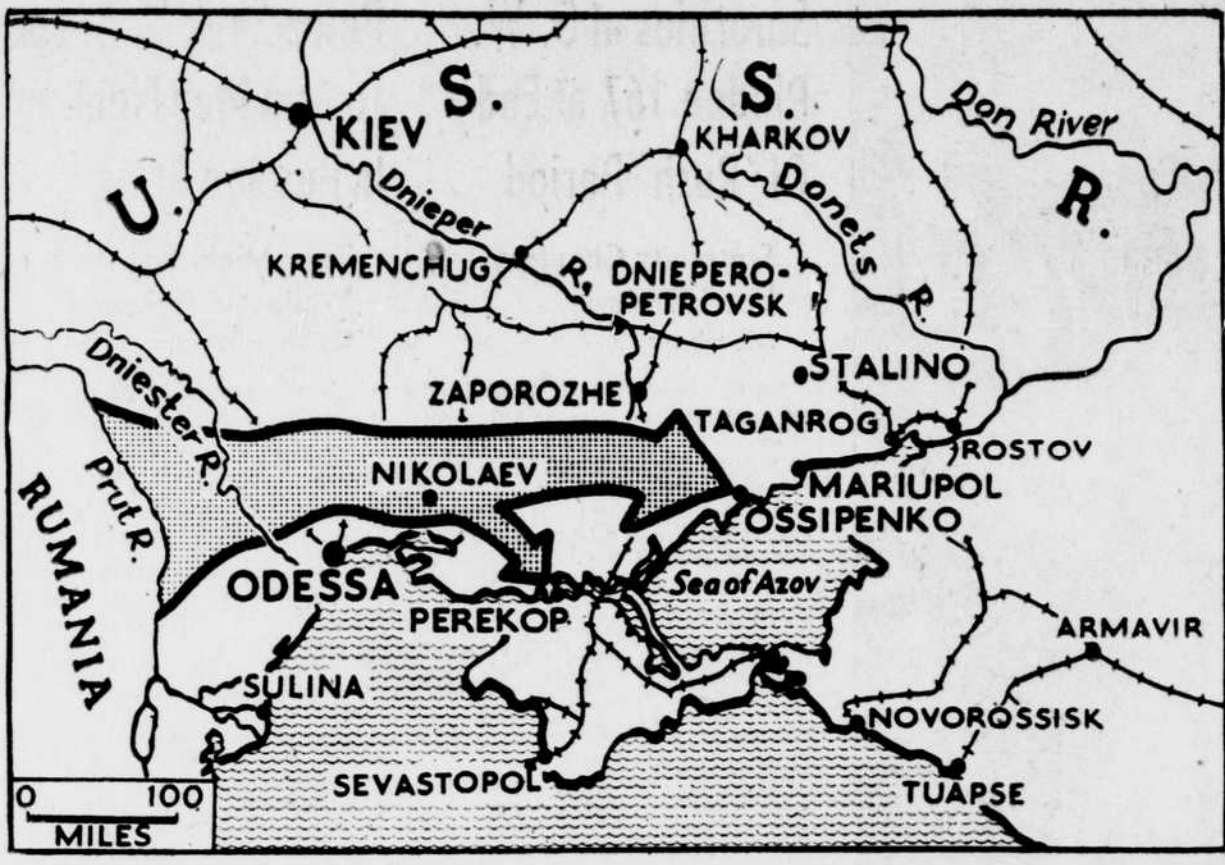 U. S. S. R.
KIEV
KHARKOV
Don River
Dnieper R.
Donets R.
KREMENCHUG
DNIEPERO-
PETROVSK
STALINO
Dniester R.
ZAPOROZHE
TAGANROG
ROSTOV
NIKOLAEV
MARIUPOL
OSSIPENKO
Prut R.
RUMANIA
ODESSA
PEREKOP
Sea of Azov
ARMAVIR
SULINA
NOVOROSSISK
SEVASTOPOL
TUAPSE
0 100
MILES